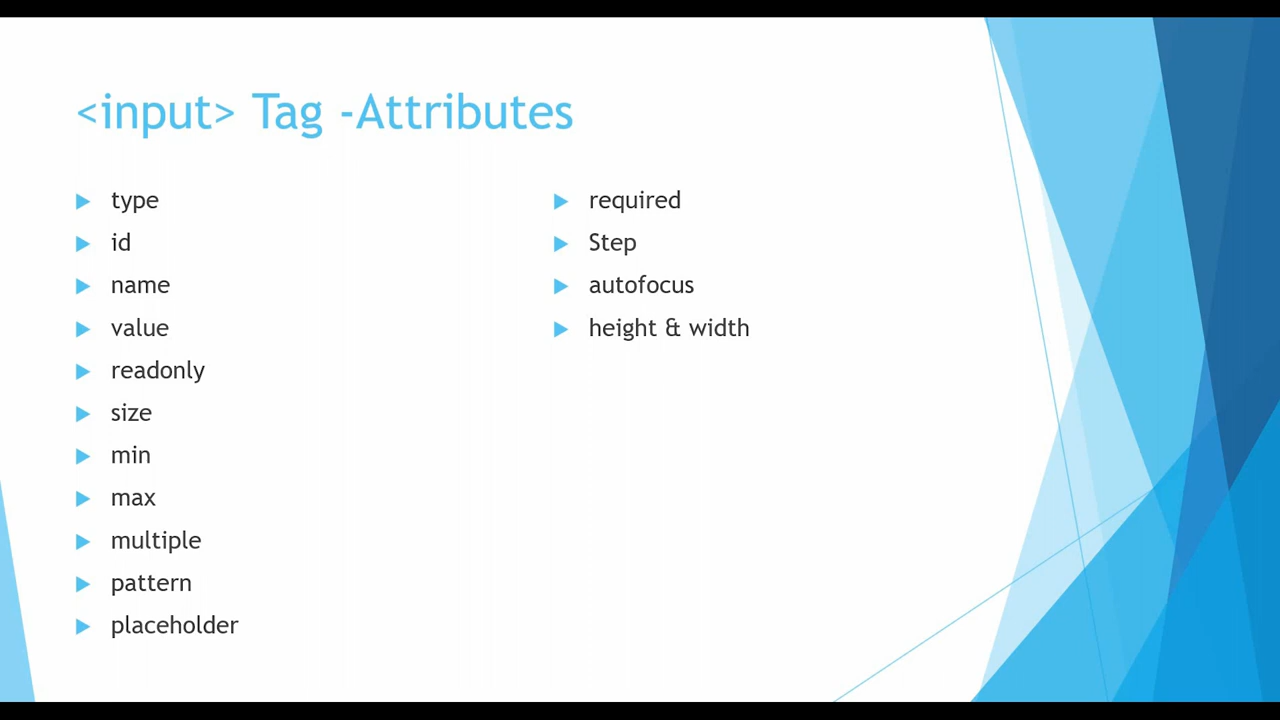 <input> Tag -Attributes
type
id
name
value
readonly
size
min
max
multiple
pattern
placeholder
required
Step
autofocus
height & width